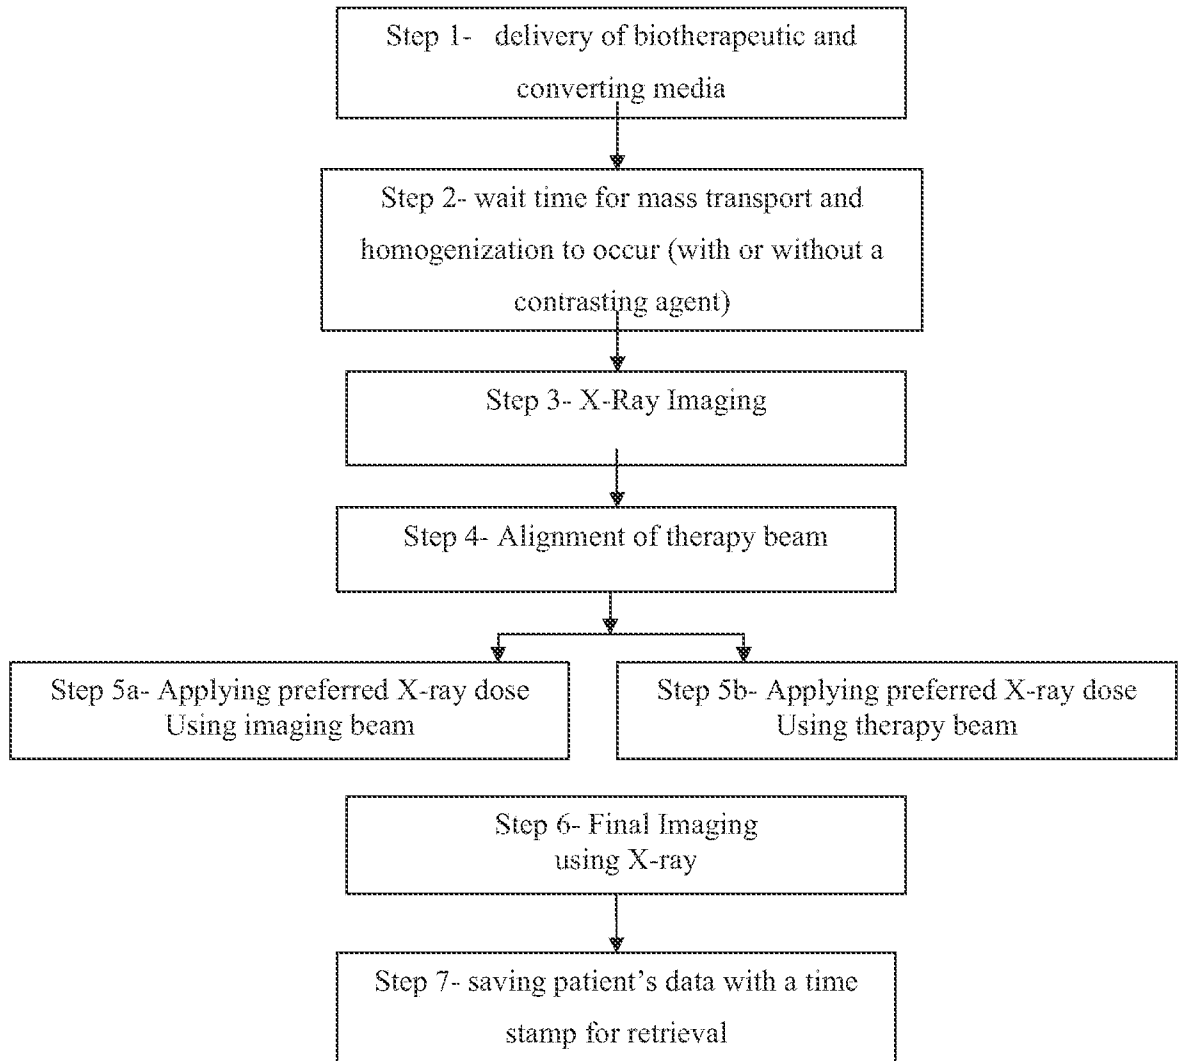 Step 1- delivery of biotherapeutic and
converting media
Step 2- wait time for mass transport and
homogenization to occur (with or without a
contrasting agent)
Step 3- X-Ray Imaging
Step 4- Alignment of therapy beam
Step 5a- Applying preferred X-ray dose
Using imaging beam
Step 5b- Applying preferred X-ray dose
Using therapy beam
Step 6- Final Imaging
using X-ray
Step 7- saving patient's data with a time
stamp for retrieval